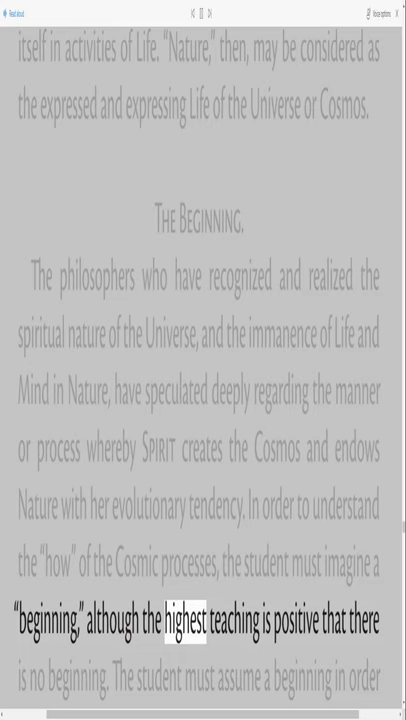 Read aloud
Voice options
itself in activities of Life. “Nature,” then, may be considered as
the expressed and expressing Life of the Universe or Cosmos.
THE BEGINNING.
The philosophers who have recognized and realized the
spiritual nature of the Universe, and the immanence of Life and
Mind in Nature, have speculated deeply regarding the manner
or process whereby SPIRIT creates the Cosmos and endows
Nature with her evolutionary tendency. In order to understand
the “how” of the Cosmic processes, the student must imagine a
“beginning,” although the highest teaching is positive that there
is no beginning. The student must assume a beginning in order